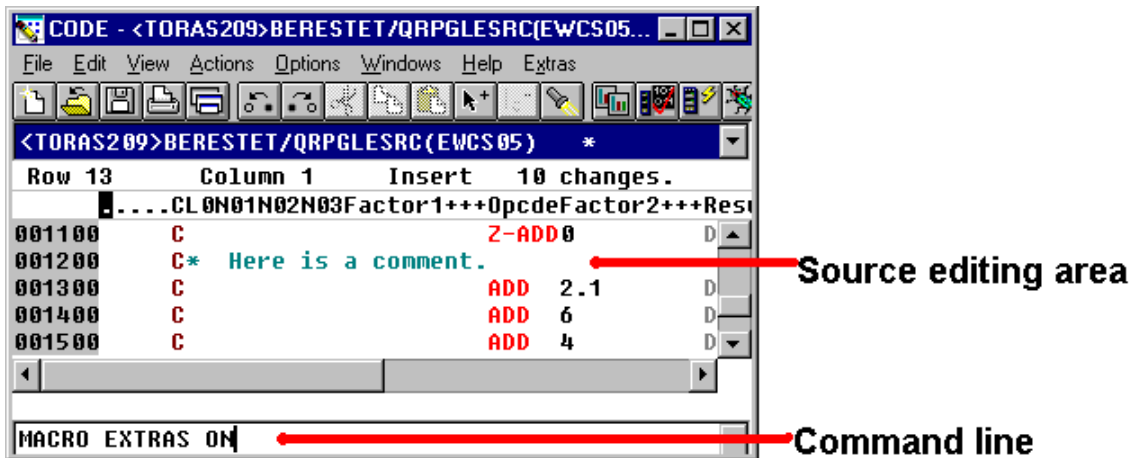 CODE - <TORAS209>BERESTET/QRPGLESRC(EWCS05...
File Edit View Actions Options Windows Help Extras
<TORAS209>BERESTET/QRPGLESRC(EWCS05) *
Row 13 Column 1 Insert 10 changes.
.....CL0N01N02N03Factor1+++OpcdeFactor2+++Resu
001100 C Z-ADD0 D
001200 C* Here is a comment.
001300 C ADD 2.1 D
001400 C ADD 6 D
001500 C ADD 4 D
Source editing area
MACRO EXTRAS ON
Command line